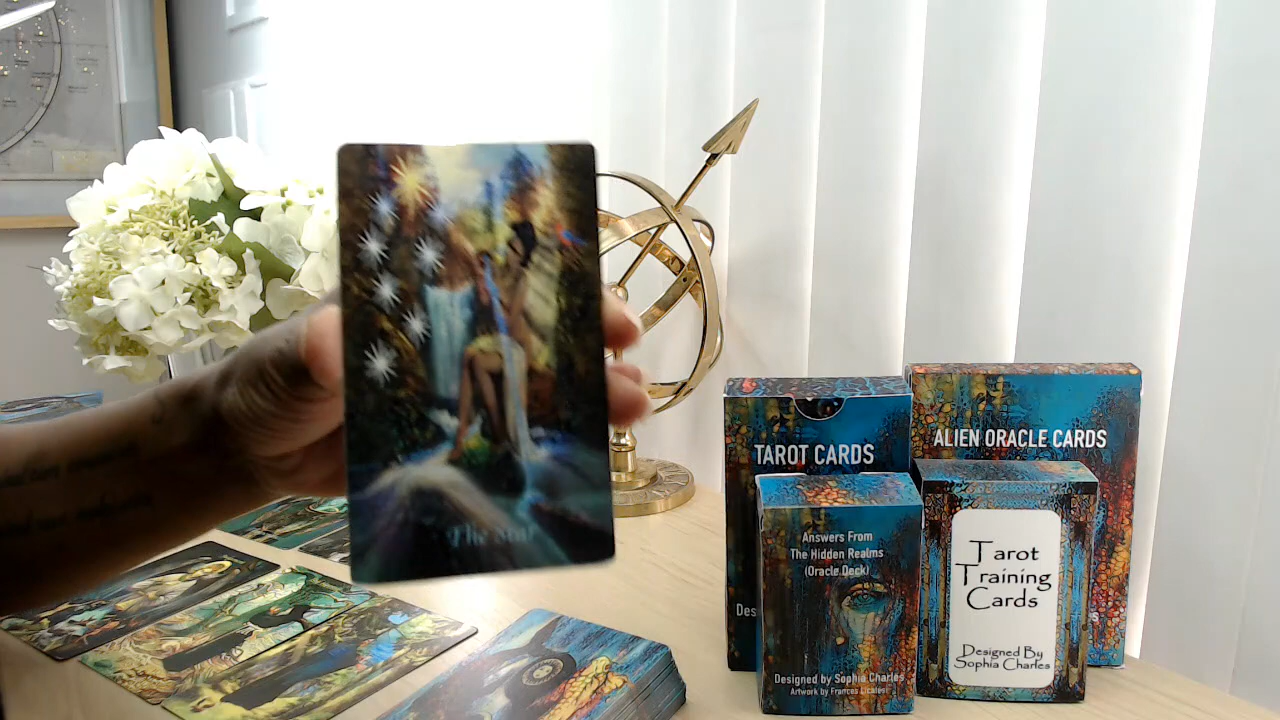 The Star
TAROT CARDS
Des
ALIEN ORACLE CARDS
Answers From
The Hidden Realms
(Oracle Deck)
Designed by Sophia Charles
Artwork by Frances Licalesi
Tarot
Training
Cards
Designed By
Sophia Charles